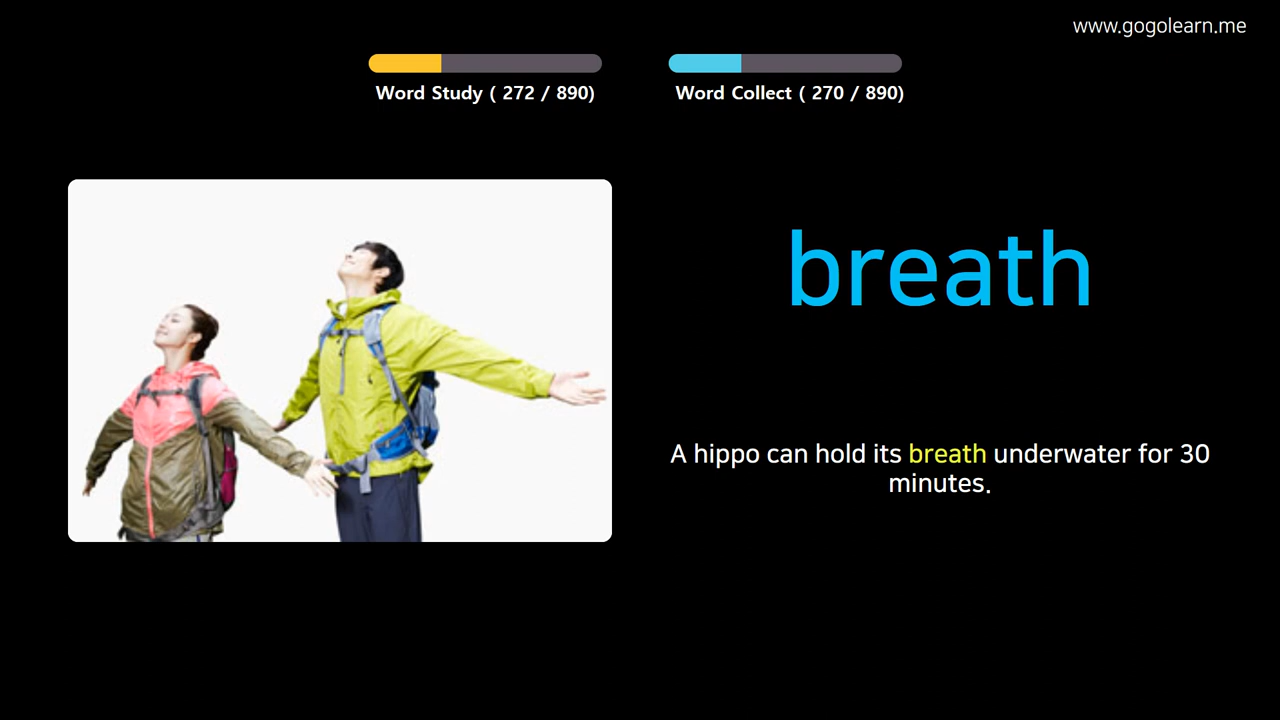 www.gogolearn.me
Word Study ( 272 / 890)
Word Collect ( 270 / 890)
breath
A hippo can hold its breath underwater for 30
minutes.